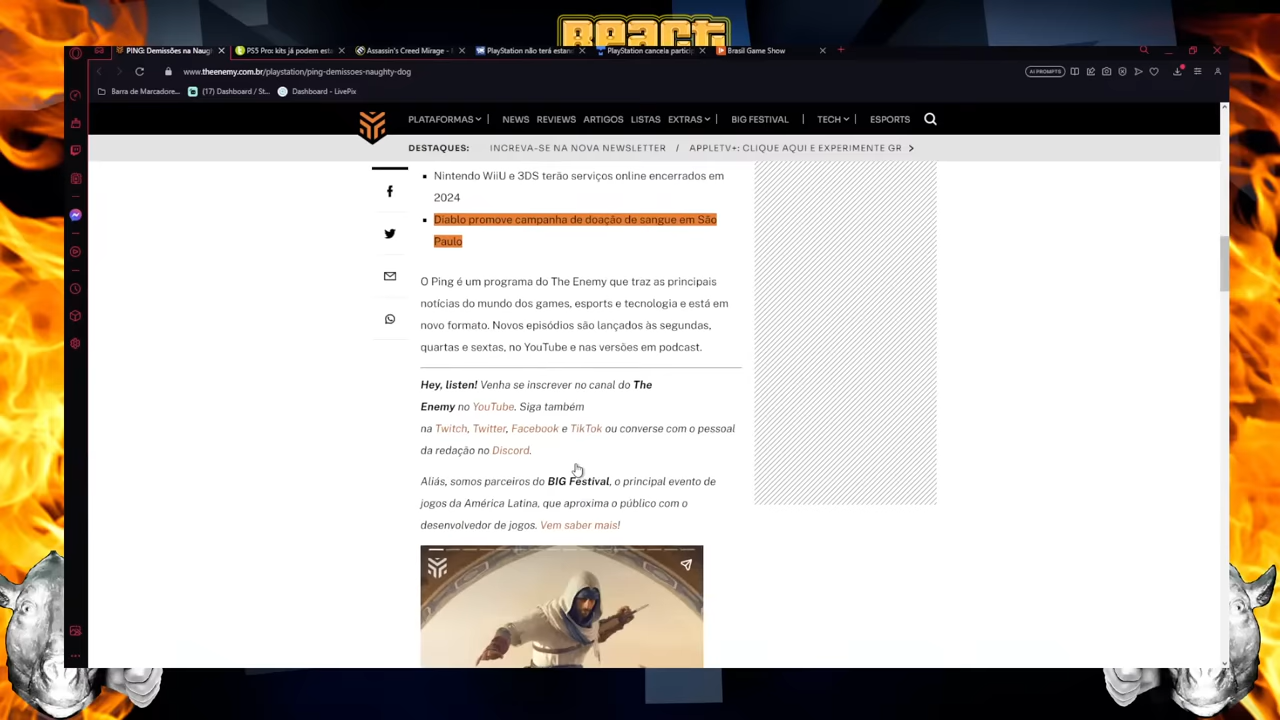 React
PING: Demissões na Naug
PS5 Pro: kits já podem esta
Assassin's Creed Mirage -
PlayStation não terá estan
PlayStation cancela particip
Brasil Game Show
www.theenemy.com.br/playstation/ping-demissoes-naughty-dog
AI PROMPTS
Barra de Marcadore...
(17) Dashboard / St...
Dashboard - LivePix
PLATAFORMAS
NEWS
REVIEWS
ARTIGOS
LISTAS
EXTRAS
BIG FESTIVAL
TECH
ESPORTS
DESTAQUES: INCREVA-SE NA NOVA NEWSLETTER / APPLETV+: CLIQUE AQUI E EXPERIMENTE GR
Nintendo WiiU e 3DS terão serviços online encerrados em
2024
Diablo promove campanha de doação de sangue em São
Paulo
O Ping é um programa do The Enemy que traz as principais
notícias do mundo dos games, esports e tecnologia e está em
novo formato. Novos episódios são lançados às segundas,
quartas e sextas, no YouTube e nas versões em podcast.
Hey, listen! Venha se inscrever no canal do The
Enemy no YouTube. Siga também
na Twitch, Twitter, Facebook e TikTok ou converse com o pessoal
da redação no Discord.
Aliás, somos parceiros do BIG Festival, o principal evento de
jogos da América Latina, que aproxima o público com o
desenvolvedor de jogos. Vem saber mais!